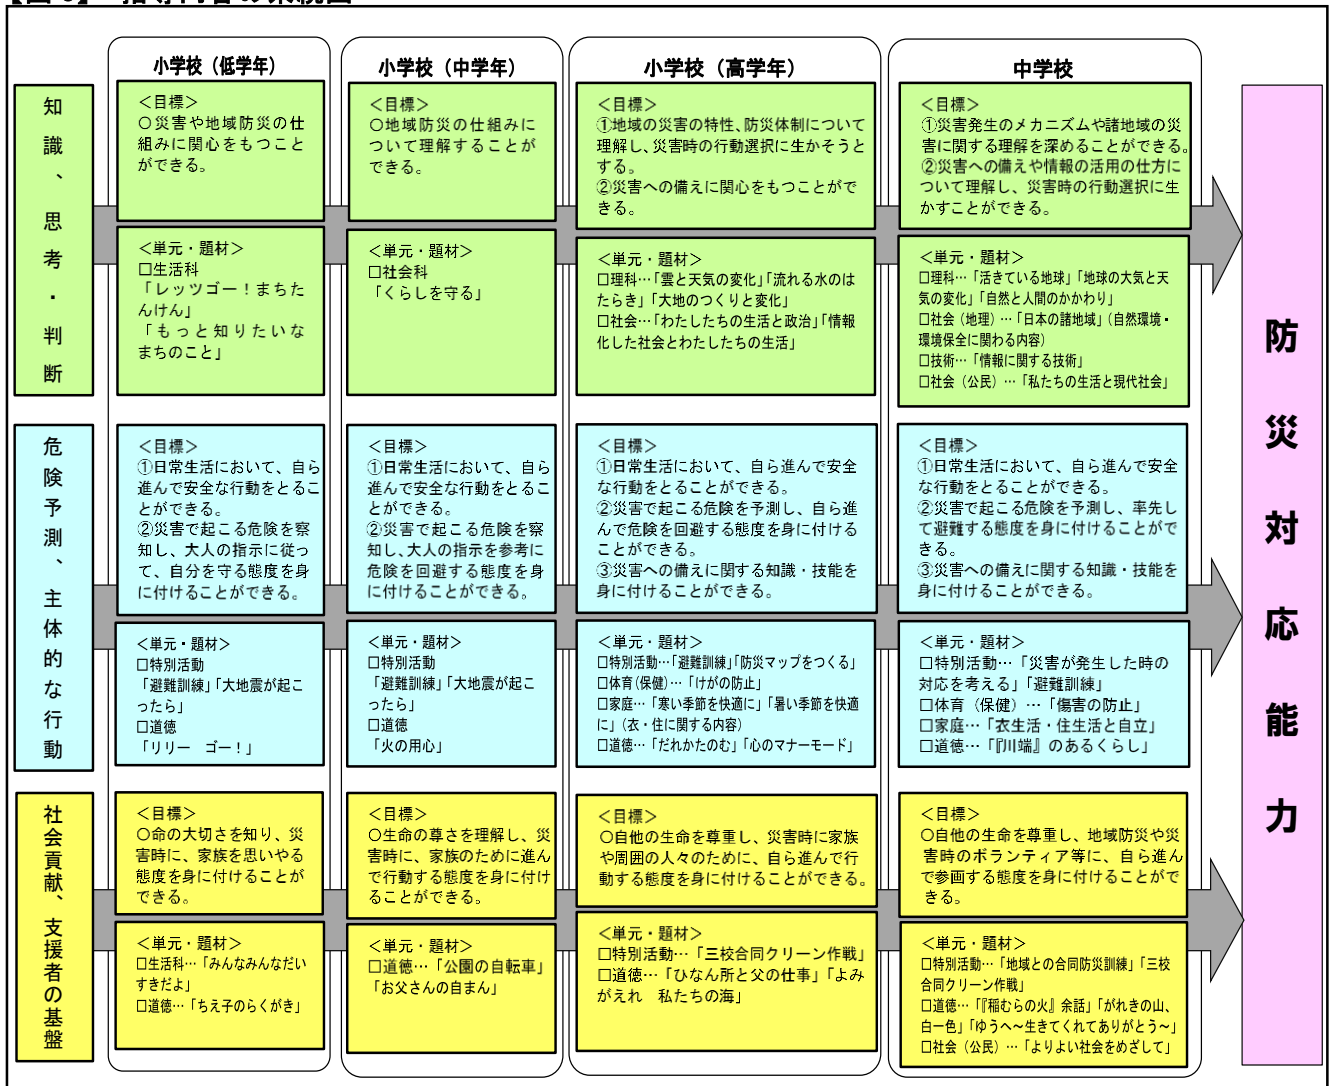 小学校（低学年）
小学校（中学年）
小学校（高学年）
中学校
知識、思考・判断
＜目標＞
○災害や地域防災の仕
組みに関心をもつこと
ができる。
＜単元・題材＞
□生活科
「レッツゴー！まちた
んけん」
「もっと知りたいな
まちのこと」
＜目標＞
○地域防災の仕組みに
ついて理解することが
できる。
＜単元・題材＞
□社会科
「くらしを守る」
＜目標＞
①地域の災害の特性、防災体制について
理解し、災害時の行動選択に生かそうと
する。
②災害への備えに関心をもつことがで
きる。
＜単元・題材＞
□理科…「雲と天気の変化」「流れる水のは
たらき」「大地のつくりと変化」
□社会…「わたしたちの生活と政治」「情報
化した社会とわたしたちの生活」
＜目標＞
①災害発生のメカニズムや諸地域の災
害に関する理解を深めることができる。
②災害への備えや情報の活用の仕方に
ついて理解し、災害時の行動選択に生
かすことができる。
＜単元・題材＞
□理科…「活きている地球」「地球の大気と天
気の変化」「自然と人間のかかわり」
□社会（地理）…「日本の諸地域」（自然環境・
環境保全に関わる内容）
□技術…「情報に関する技術」
□社会（公民）…「私たちの生活と現代社会」
危険予測、主体的な行動
＜目標＞
①日常生活において、自ら
進んで安全な行動をとるこ
とができる。
②災害で起こる危険を察
知し、大人の指示に従っ
て、自分を守る態度を身
に付けることができる。
＜単元・題材＞
□特別活動
「避難訓練」「大地震が起こ
ったら」
□道徳
「リリー　ゴー！」
＜目標＞
①日常生活において、自ら
進んで安全な行動をとるこ
とができる。
②災害で起こる危険を察
知し、大人の指示を参考に
危険を回避する態度を身
に付けることができる。
＜単元・題材＞
□特別活動
「避難訓練」「大地震が起こ
ったら」
□道徳
「火の用心」
＜目標＞
①日常生活において、自ら進んで安全
な行動をとることができる。
②災害で起こる危険を予測し、自ら進
んで危険を回避する態度を身に付ける
ことができる。
③災害への備えに関する知識・技能を
身に付けることができる。
＜単元・題材＞
□特別活動…「避難訓練」「防災マップをつくる」
□体育（保健）…「けがの防止」
□家庭…「寒い季節を快適に」「暑い季節を快適
に」（衣・住に関する内容）
□道徳…「だれかたのむ」「心のマナーモード」
＜目標＞
①日常生活において、自ら進んで安全
な行動をとることができる。
②災害で起こる危険を予測し、率先し
て避難する態度を身に付けることがで
きる。
③災害への備えに関する知識・技能を
身に付けることができる。
＜単元・題材＞
□特別活動…「災害が発生した時の
対応を考える」「避難訓練」
□体育（保健）…「傷害の防止」
□家庭…「衣生活・住生活と自立」
□道徳…「『川端』のあるくらし」
社会貢献、支援者の基盤
＜目標＞
○命の大切さを知り、災
害時に、家族を思いやる
態度を身に付けることが
できる。
＜単元・題材＞
□生活科…「みんなみんなだい
すきだよ」
□道徳…「ちえ子のらくがき」
＜目標＞
○生命の尊さを理解し、災
害時に、家族のために進ん
で行動する態度を身に付け
ることができる。
＜単元・題材＞
□道徳…「公園の自転車」
「お父さんの自まん」
＜目標＞
○自他の生命を尊重し、災害時に家族
や周囲の人々のために、自ら進んで行
動する態度を身に付けることができる。
＜単元・題材＞
□特別活動…「三校合同クリーン作戦」
□道徳…「ひなん所と父の仕事」「よみ
がえれ　私たちの海」
＜目標＞
○自他の生命を尊重し、地域防災や災
害時のボランティア等に、自ら進ん
で参画する態度を身に付けることがで
きる。
＜単元・題材＞
□特別活動…「地域との合同防災訓練」「三校
合同クリーン作戦」
□道徳…「『稲むらの火』余話」「がれきの山、
白一色」「ゆうへ～生きてくれてありがとう～」
□社会（公民）…「よりよい社会をめざして」
防災対応能力